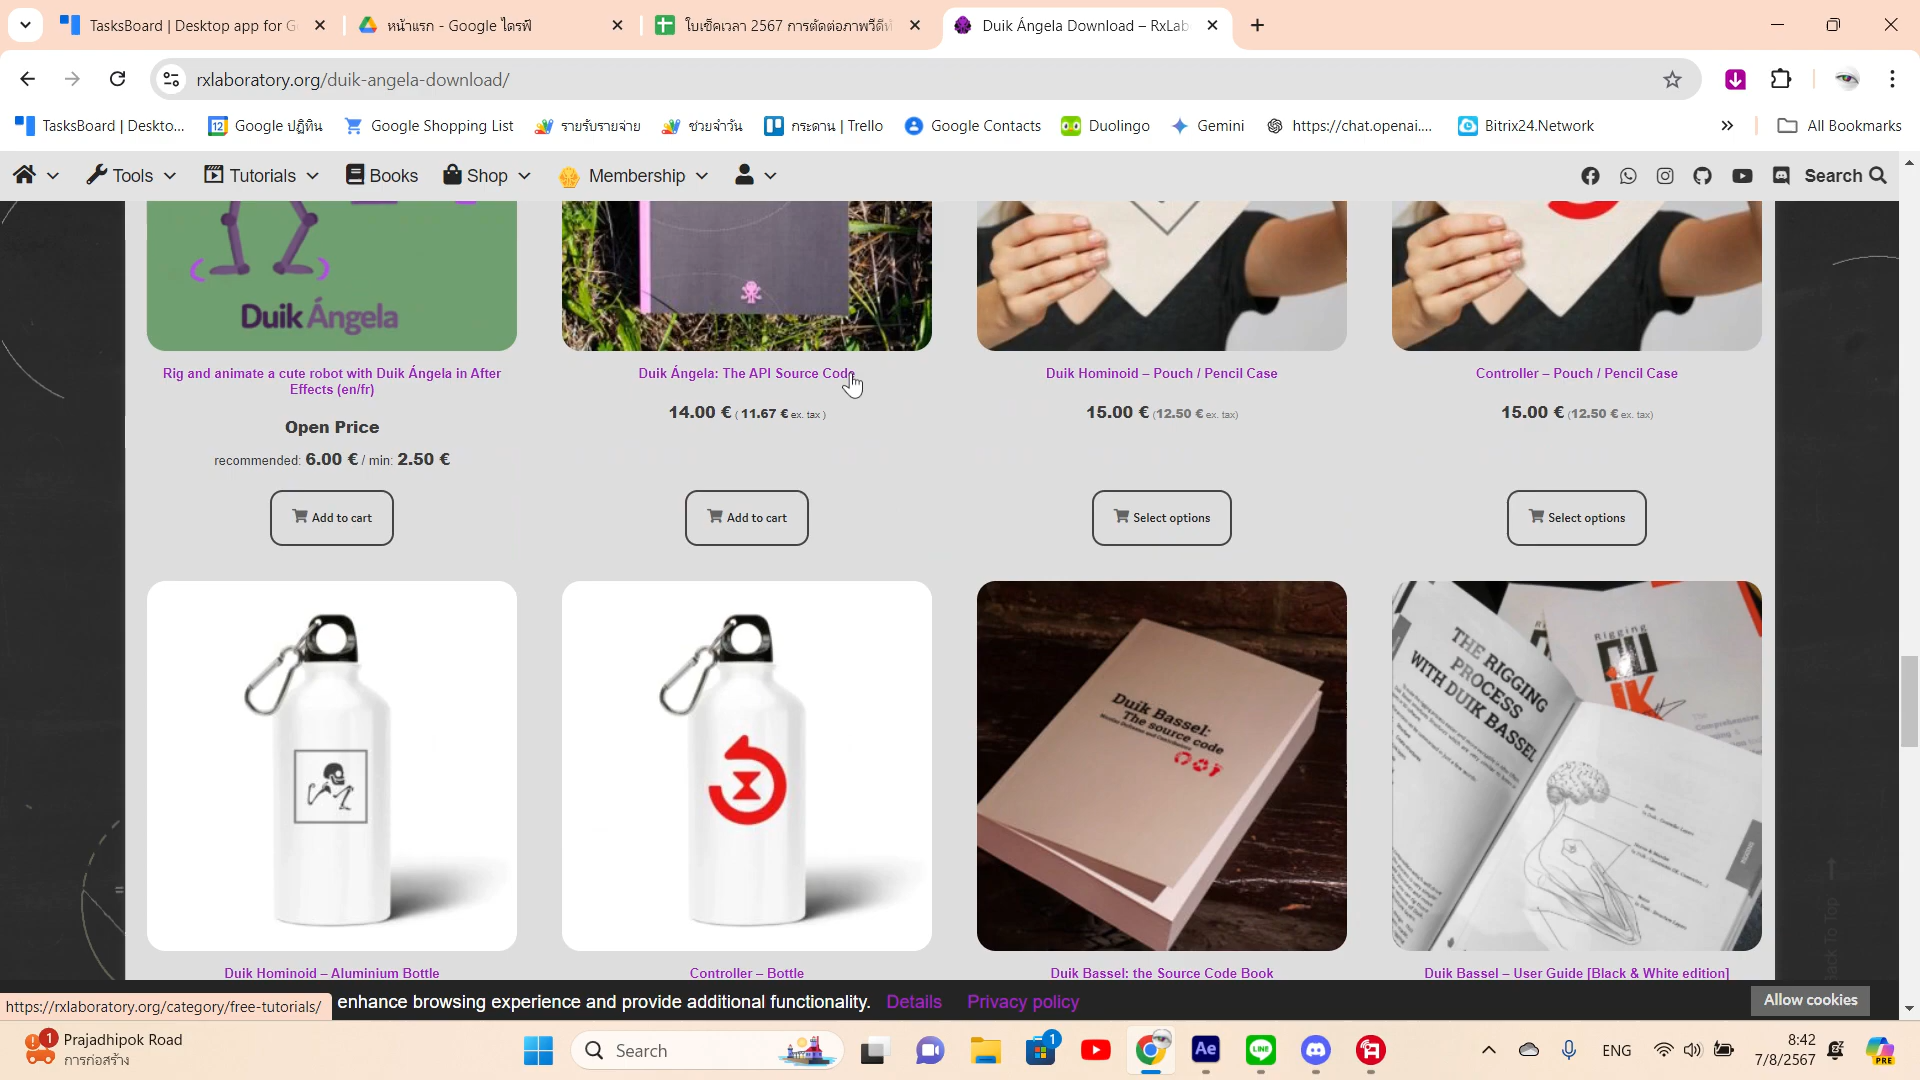 TasksBoard | Desktop app for G
หน้าแรก - Google ไดรฟ์
ใบเช็คเวลา 2567 การตัดต่อภาพวีดีทั
Duik Ángela Download – RxLab
rxlaboratory.org/duik-angela-download/
TasksBoard | Deskto...
Google ปฏิทิน
Google Shopping List
รายรับรายจ่าย
ช่วยจำวัน
กระดาน | Trello
Google Contacts
Duolingo
Gemini
https://chat.openai....
Bitrix24.Network
All Bookmarks
Tools
Tutorials
Books
Shop
Membership
Search
Duik Ángela
Rig and animate a cute robot with Duik Ángela in After
Effects (en/fr)
Open Price
recommended: 6.00 € / min: 2.50 €
Add to cart
Duik Ángela: The API Source Code
14.00 € ( 11.67 € ex. tax )
Add to cart
Duik Hominoid – Pouch / Pencil Case
15.00 € (12.50 € ex. tax)
Select options
Controller – Pouch / Pencil Case
15.00 € (12.50 € ex. tax)
Select options
Duik Bassel:
The source code
THE RIGGING
PROCESS
WITH DUIK BASSEL
Rigging
DUIK
Duik Hominoid – Aluminium Bottle
Controller – Bottle
Duik Bassel: the Source Code Book
Duik Bassel – User Guide [Black & White edition]
Back To Top
https://rxlaboratory.org/category/free-tutorials/
enhance browsing experience and provide additional functionality. Details Privacy policy
Allow cookies
1
Prajadhipok Road
การก่อสร้าง
Search
1
Ae
LINE
ENG
8:42
7/8/2567
PRE